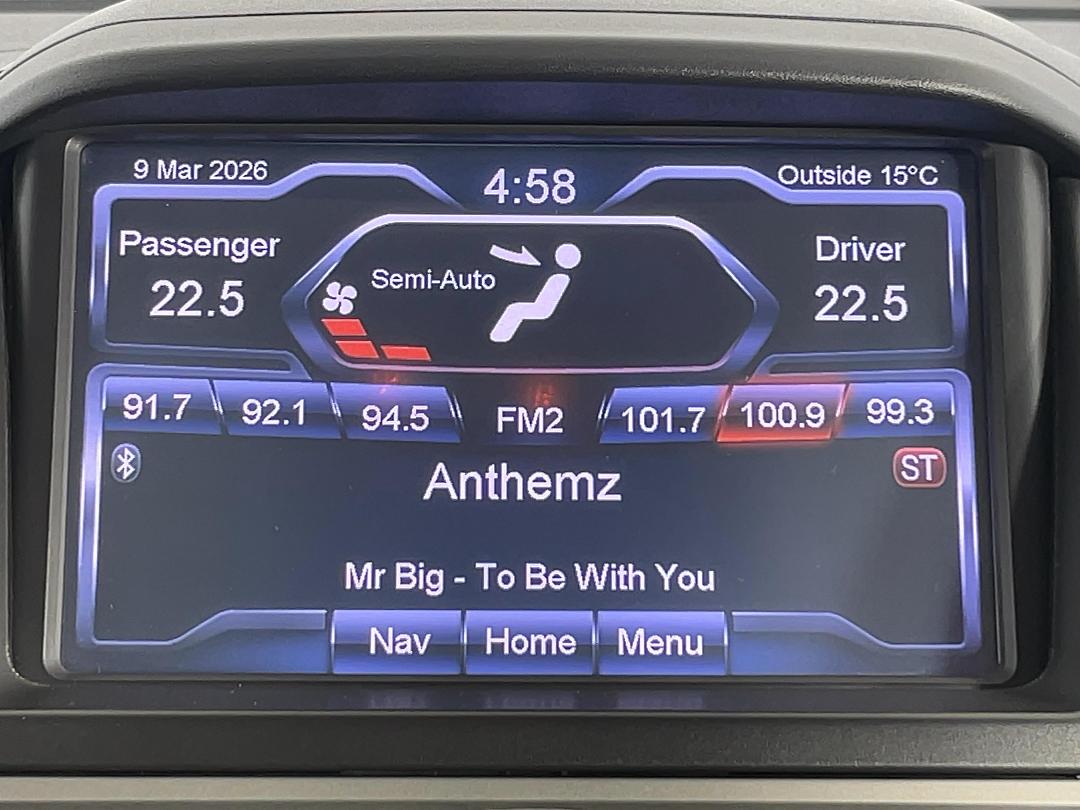 9 Mar 2026
4:58
Outside 15°C
Passenger
22.5
Semi-Auto
Driver
22.5
91.7 92.1 94.5 FM2 101.7 100.9 99.3
ST
Anthemz
Mr Big - To Be With You
Nav Home Menu